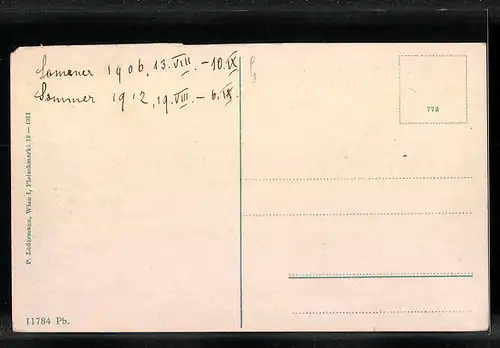 Sommer 1906, 13. VIII. - 10. IX
Sommer 1912, 19. VIII. - 6. IX.
772
P. Ledermann, Wien I., Fleischmarkt 12 — 1911
11784 Pb.